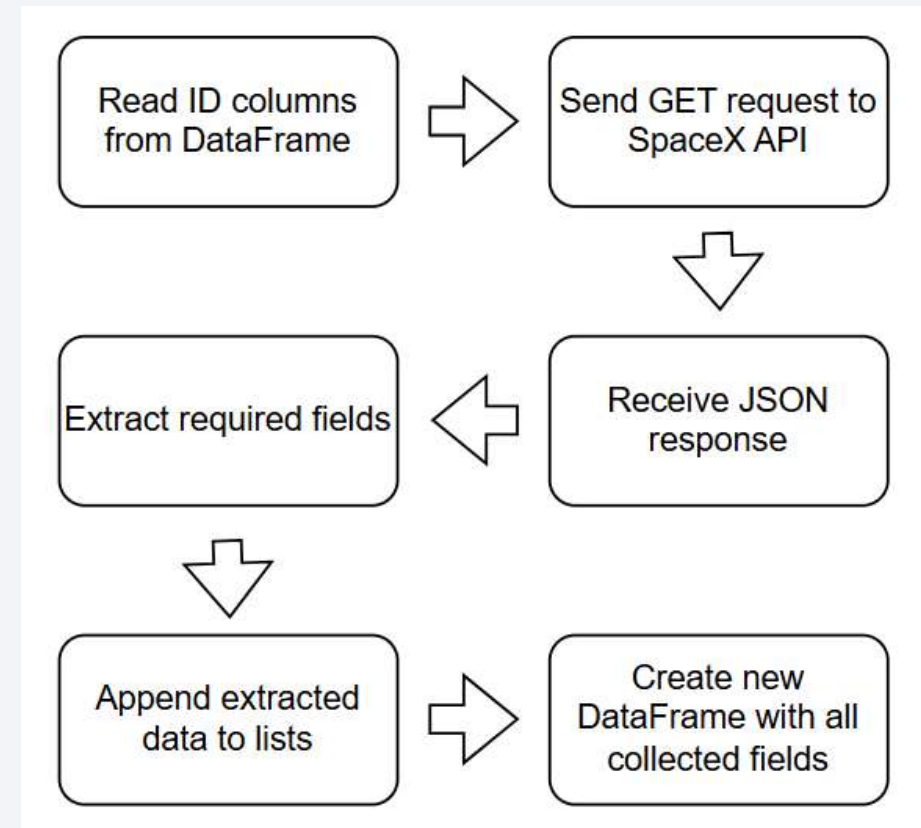 Read ID columns
from DataFrame
Send GET request to
SpaceX API
Receive JSON
response
Extract required fields
Append extracted
data to lists
Create new
DataFrame with all
collected fields